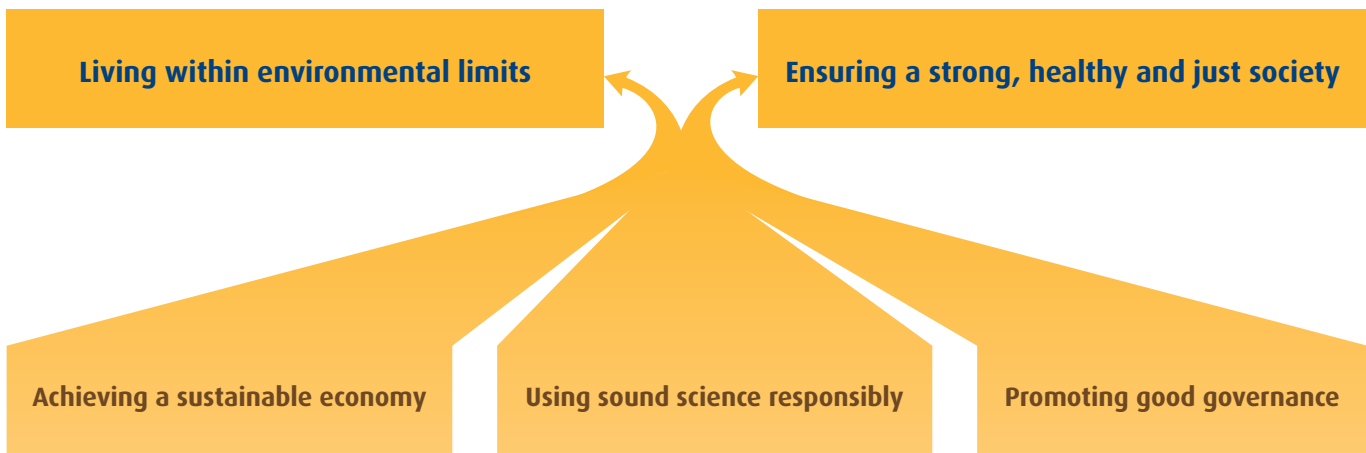 Living within environmental limits
Ensuring a strong, healthy and just society
Achieving a sustainable economy
Using sound science responsibly
Promoting good governance